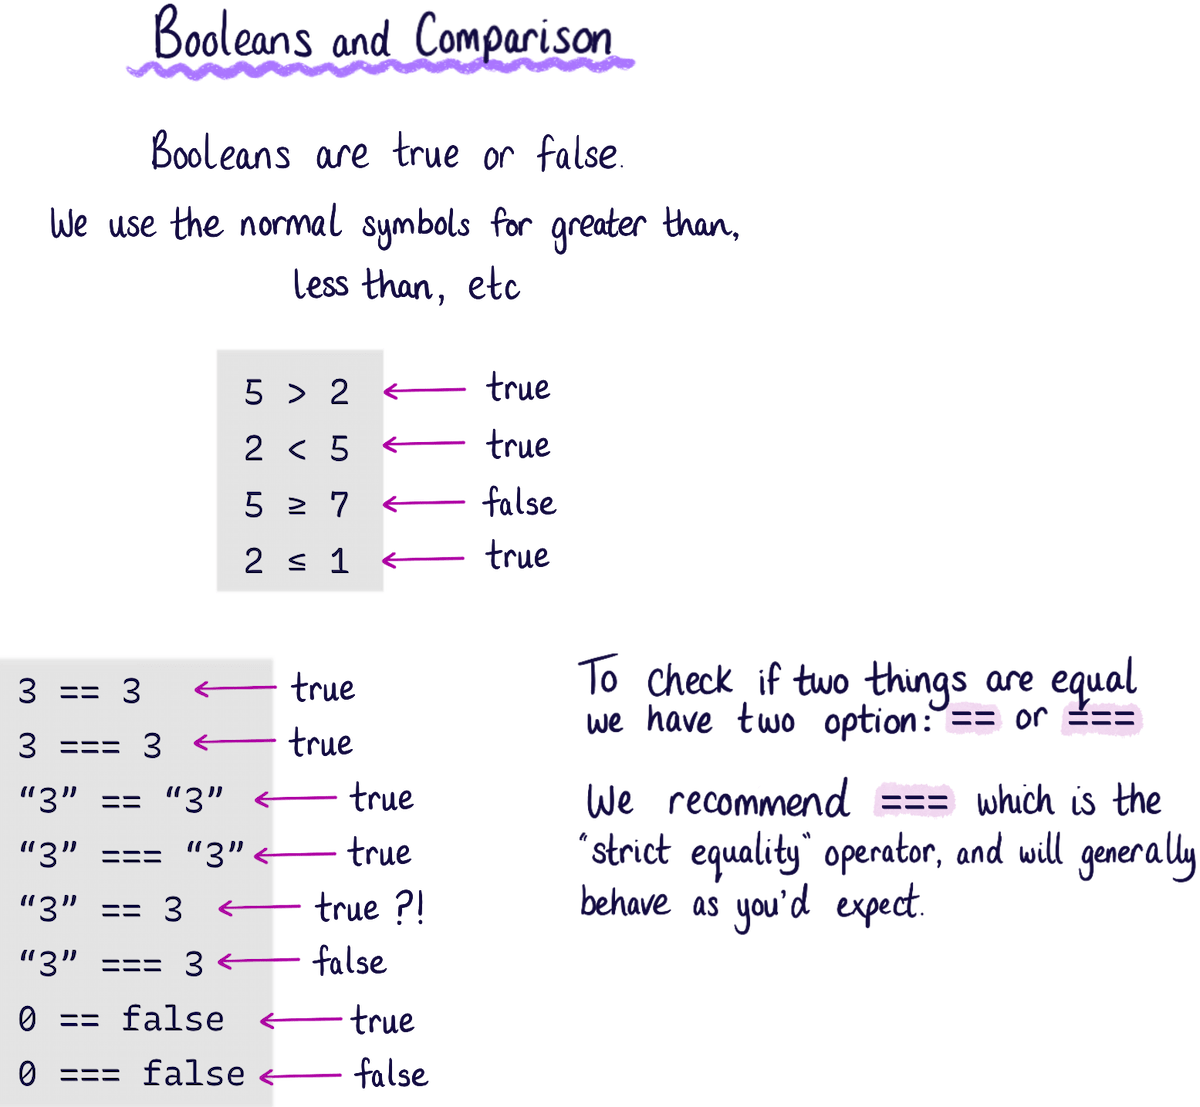 Booleans and Comparison
Booleans are true or false.
We use the normal symbols for greater than,
less than, etc
5 > 2 true
2 < 5 true
5 ≥ 7 false
2 ≤ 1 true
3 == 3 true
3 === 3 true
“3” == “3” true
“3” === “3” true
“3” == 3 true ?!
“3” === 3 false
0 == false true
0 === false false
To check if two things are equal
we have two option: == or ===
We recommend === which is the
"strict equality" operator, and will generally
behave as you'd expect.